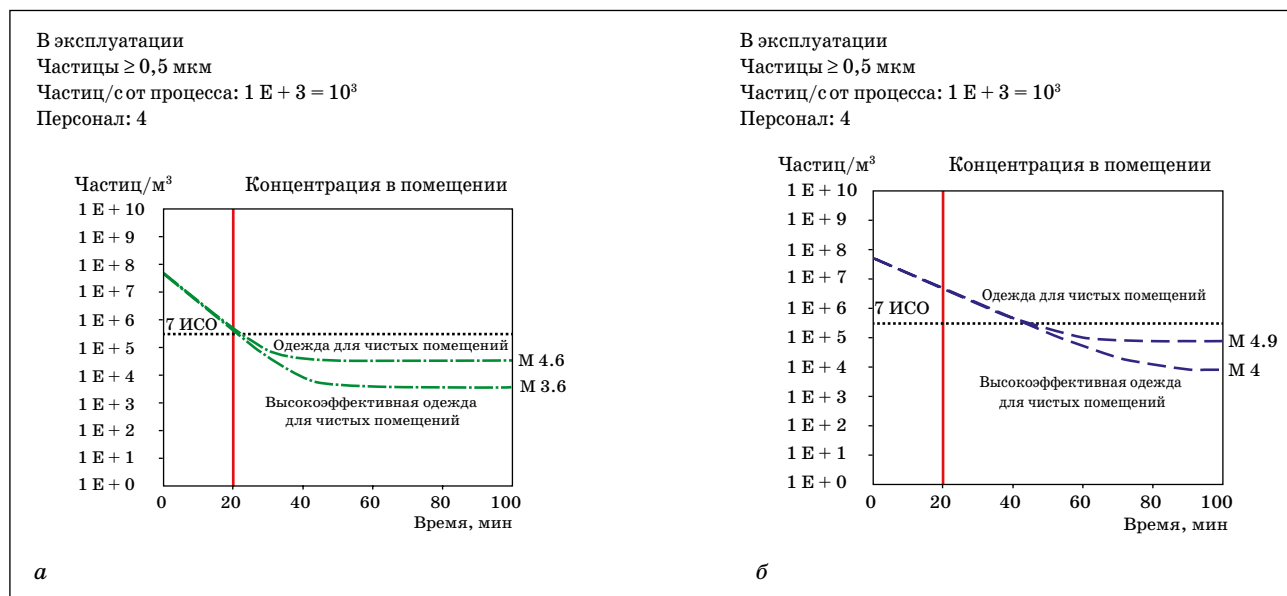 В эксплуатации
Частицы ≥ 0,5 мкм
Частиц/с от процесса: 1 E + 3 = 10³
Персонал: 4
Частиц/м³
Концентрация в помещении
1 E + 10
1 E + 9
1 E + 8
1 E + 7
1 E + 6
1 E + 5
1 E + 4
1 E + 3
1 E + 2
1 E + 1
1 E + 0
7 ИСО
Одежда для чистых помещений
М 4.6
М 3.6
Высокоэффективная одежда
для чистых помещений
0 20 40 60 80 100
Время, мин
а
В эксплуатации
Частицы ≥ 0,5 мкм
Частиц/с от процесса: 1 E + 3 = 10³
Персонал: 4
Частиц/м³
Концентрация в помещении
1 E + 10
1 E + 9
1 E + 8
1 E + 7
1 E + 6
1 E + 5
1 E + 4
1 E + 3
1 E + 2
1 E + 1
1 E + 0
Одежда для чистых помещений
7 ИСО
М 4.9
М 4
Высокоэффективная одежда
для чистых помещений
0 20 40 60 80 100
Время, мин
б